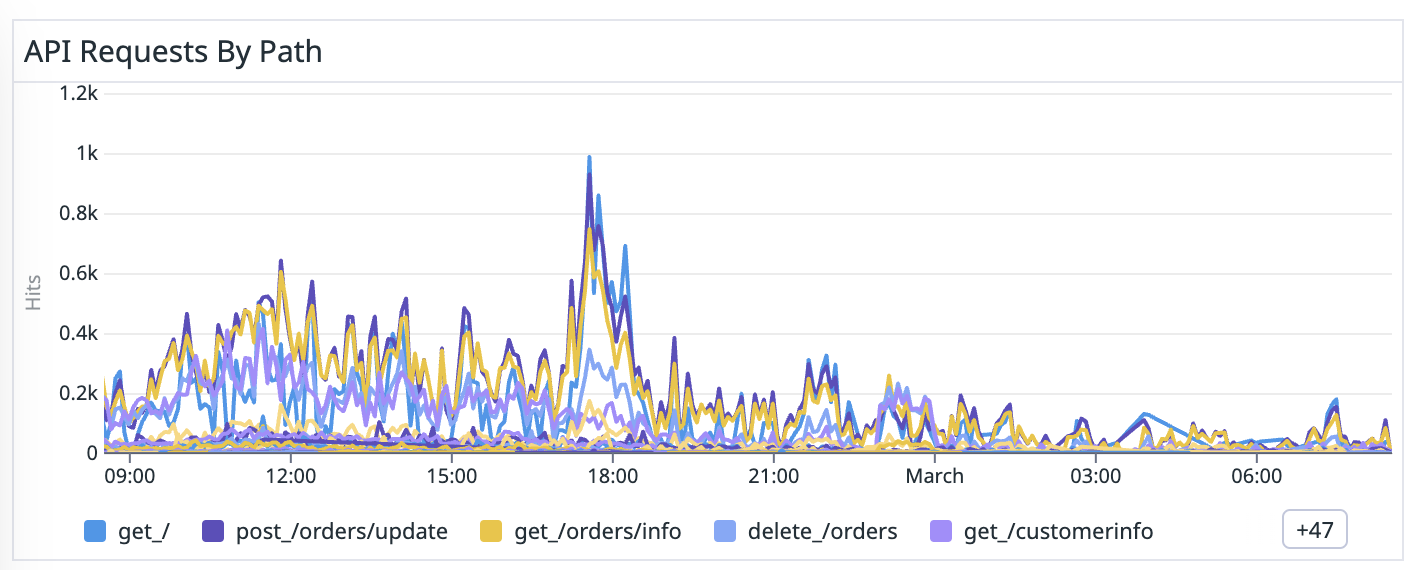 API Requests By Path
1.2k
1k
0.8k
0.6k
0.4k
0.2k
0
Hits
09:00 12:00 15:00 18:00 21:00 March 03:00 06:00
get_/ post_/orders/update get_/orders/info delete_/orders get_/customerinfo +47